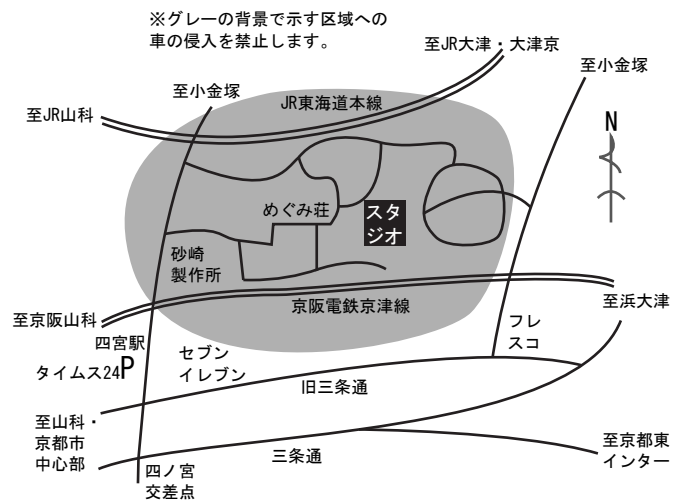 ※グレーの背景で示す区域への
車の侵入を禁止します。
至JR大津・大津京
至小金塚
至小金塚
JR東海道本線
至JR山科
N
めぐみ荘
スタ
ジオ
砂崎
製作所
京阪電鉄京津線
至浜大津
至京阪山科
四宮駅
フレ
スコ
セブン
イレブン
タイムス24P
旧三条通
至山科・
京都市
中心部
三条通
至京都東
インター
四ノ宮
交差点